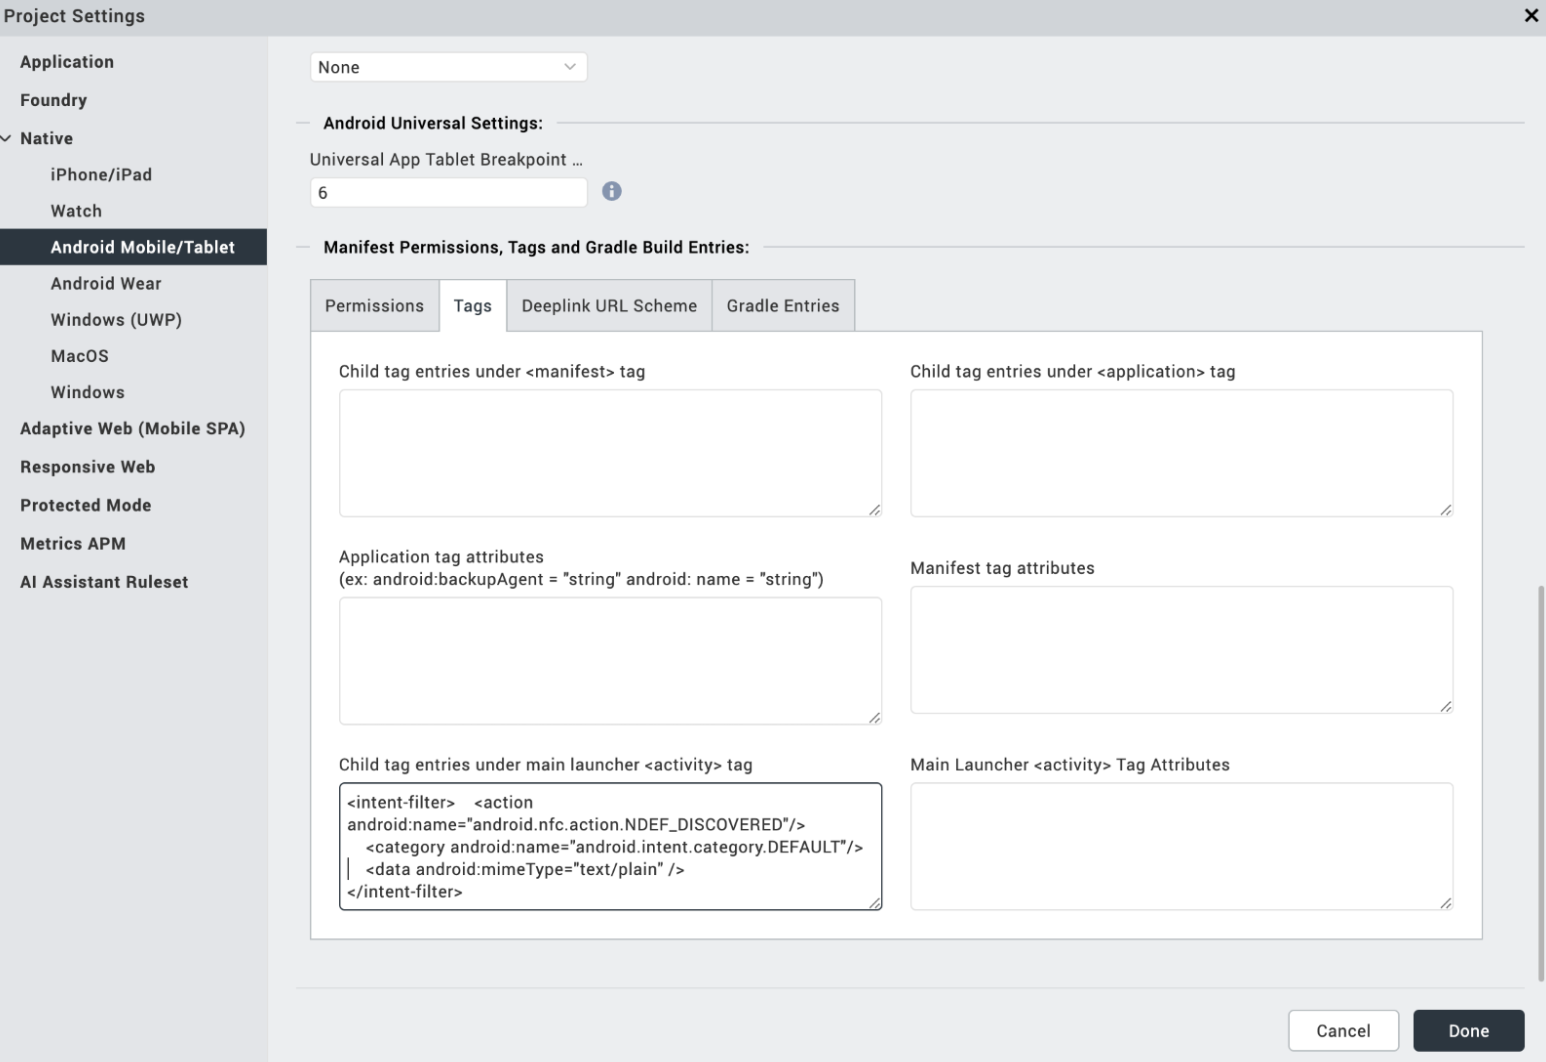 Project Settings
Application
Foundry
Native
iPhone/iPad
Watch
Android Mobile/Tablet
Android Wear
Windows (UWP)
MacOS
Windows
Adaptive Web (Mobile SPA)
Responsive Web
Protected Mode
Metrics APM
AI Assistant Ruleset
None
Android Universal Settings:
Universal App Tablet Breakpoint ...
6
Manifest Permissions, Tags and Gradle Build Entries:
Permissions Tags Deeplink URL Scheme Gradle Entries
Child tag entries under <manifest> tag
Child tag entries under <application> tag
Application tag attributes
(ex: android:backupAgent = "string" android: name = "string")
Manifest tag attributes
Child tag entries under main launcher <activity> tag
<intent-filter>    <action
android:name="android.nfc.action.NDEF_DISCOVERED"/>
<category android:name="android.intent.category.DEFAULT"/>
<data android:mimeType="text/plain" />
</intent-filter>
Main Launcher <activity> Tag Attributes
Cancel
Done